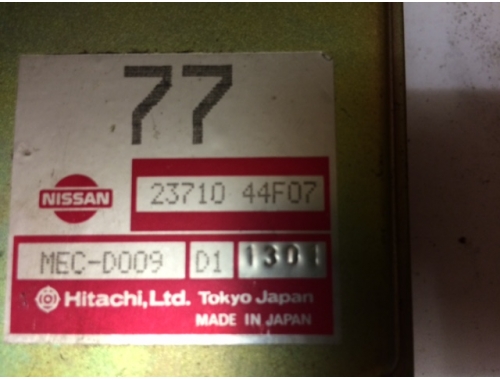 77
NISSAN
23710 44F07
MEC-D009 D1 1301
Hitachi, Ltd. Tokyo Japan
MADE IN JAPAN